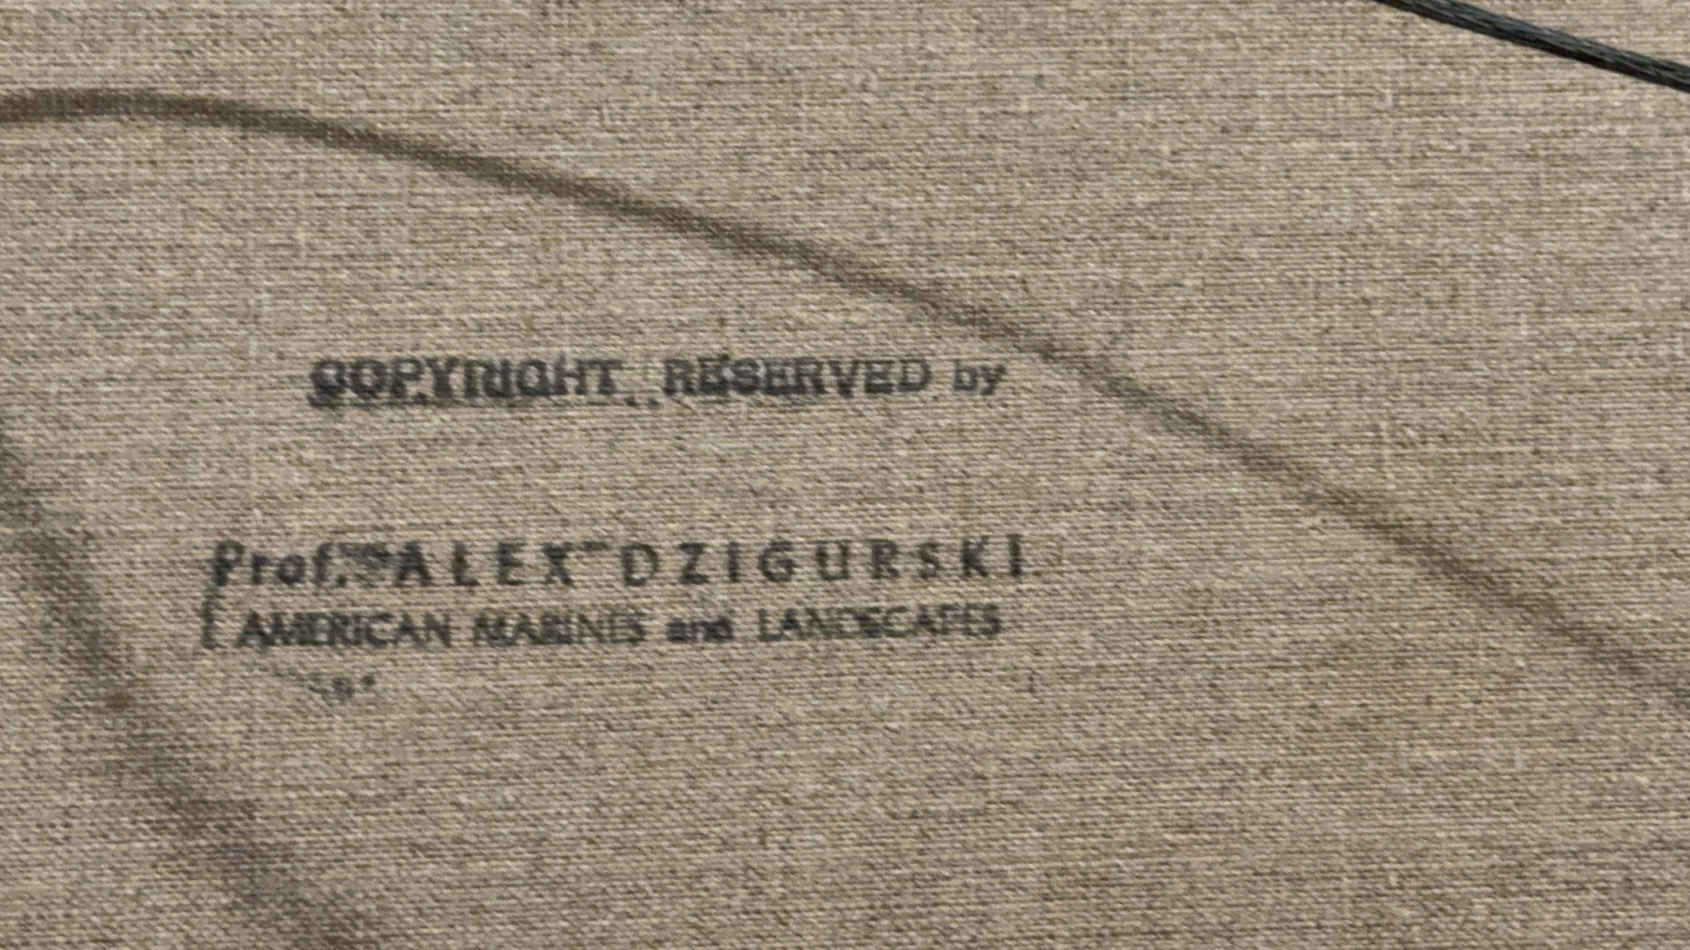 COPYRIGHT RESERVED by
Prof. ALEX DZIGURSKI
AMERICAN MARINES and LANDSCAPES